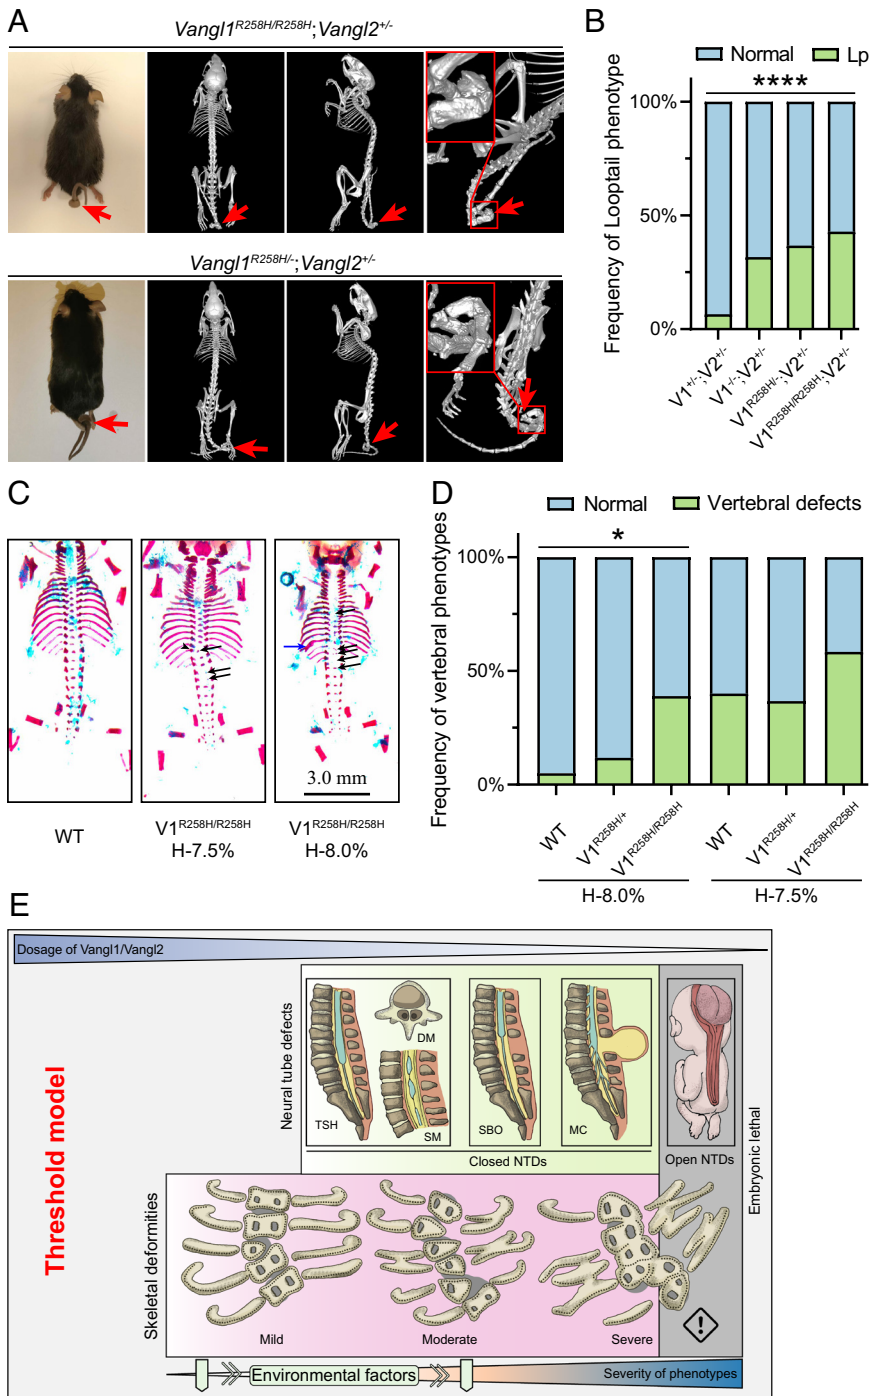 A
Vangl1R258H/R258H;Vangl2+/-
Vangl1R258H/-;Vangl2+/-
B
Normal
Lp
****
Frequency of Looptail phenotype
100%
50%
0%
V1+/-;V2+/-
V1-/-;V2+/-
V1R258H/-;V2+/-
V1R258H/R258H;V2+/-
C
3.0 mm
WT
V1R258H/R258H
H-7.5%
V1R258H/R258H
H-8.0%
D
Normal
Vertebral defects
*
Frequency of vertebral phenotypes
100%
50%
0%
WT
V1R258H/+
V1R258H/R258H
WT
V1R258H/+
V1R258H/R258H
H-8.0%
H-7.5%
E
Dosage of Vangl1/Vangl2
Threshold model
Neural tube defects
TSH
DM
SM
SBO
MC
Closed NTDs
Open NTDs
Embryonic lethal
Skeletal deformities
Mild
Moderate
Severe
!
Environmental factors
Severity of phenotypes